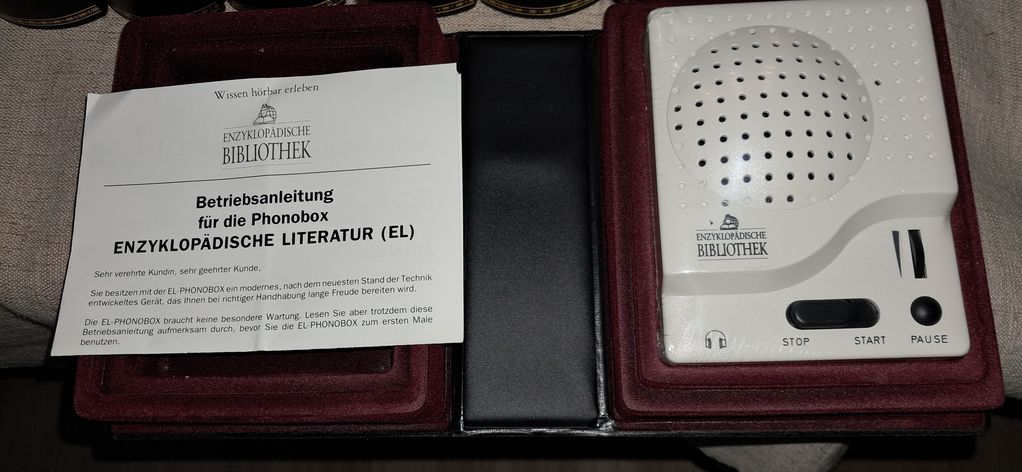 Wissen hörbar erleben
ENZYKLOPÄDISCHE
BIBLIOTHEK
Betriebsanleitung
für die Phonobox
ENZYKLOPÄDISCHE LITERATUR (EL)
Sehr verehrte Kundin, sehr geehrter Kunde,
Sie besitzen mit der EL-PHONOBOX ein modernes, nach dem neuesten Stand der Technik
entwickeltes Gerät, das Ihnen bei richtiger Handhabung lange Freude bereiten wird.
Die EL-PHONOBOX braucht keine besondere Wartung. Lesen Sie aber trotzdem diese
Betriebsanleitung aufmerksam durch, bevor Sie die EL-PHONOBOX zum ersten Male
benutzen.
ENZYKLOPÄDISCHE
BIBLIOTHEK
STOP START PAUSE